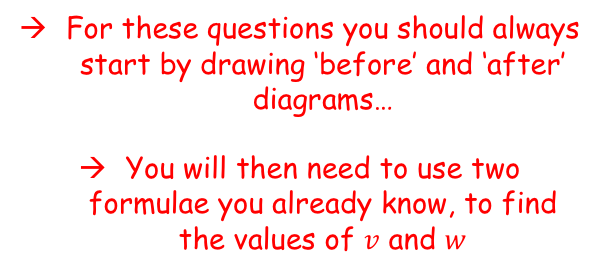 → For these questions you should always
start by drawing ‘before’ and ‘after’
diagrams…
→ You will then need to use two
formulae you already know, to find
the values of 𝑣 and 𝑤